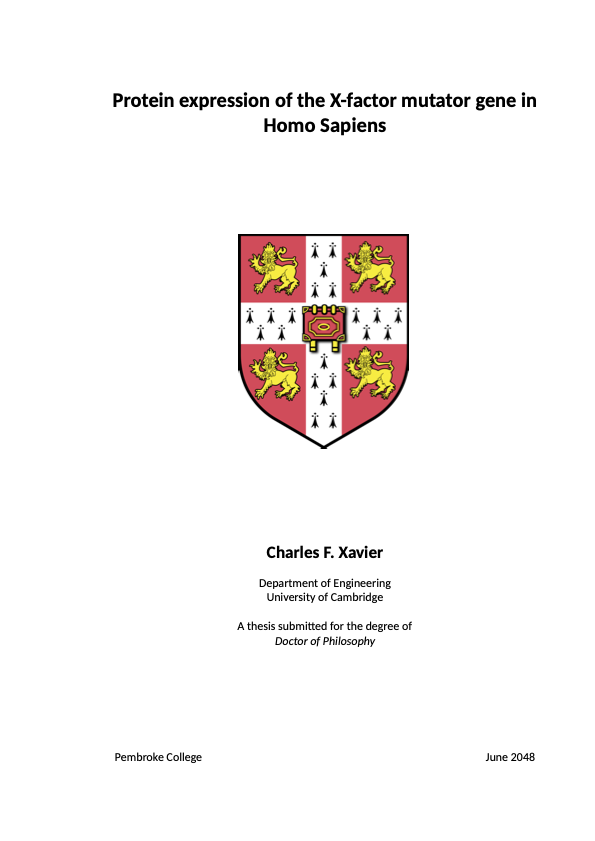 Protein expression of the X-factor mutator gene in
Homo Sapiens
Charles F. Xavier
Department of Engineering
University of Cambridge
A thesis submitted for the degree of
Doctor of Philosophy
Pembroke College
June 2048